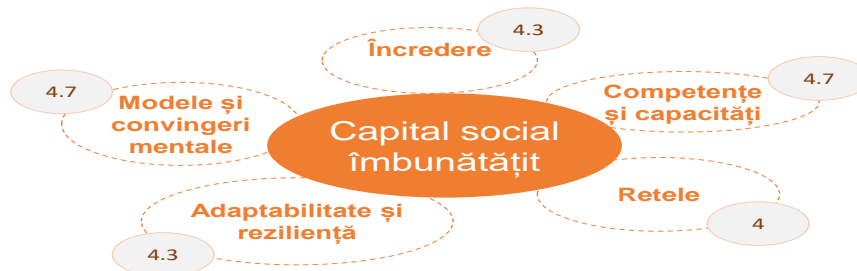 4.3
Încredere
4.7
Modele și
convingeri
mentale
4.7
Competențe
și capacități
Capital social
îmbunătățit
Adaptabilitate și
reziliență
4.3
Retele
4